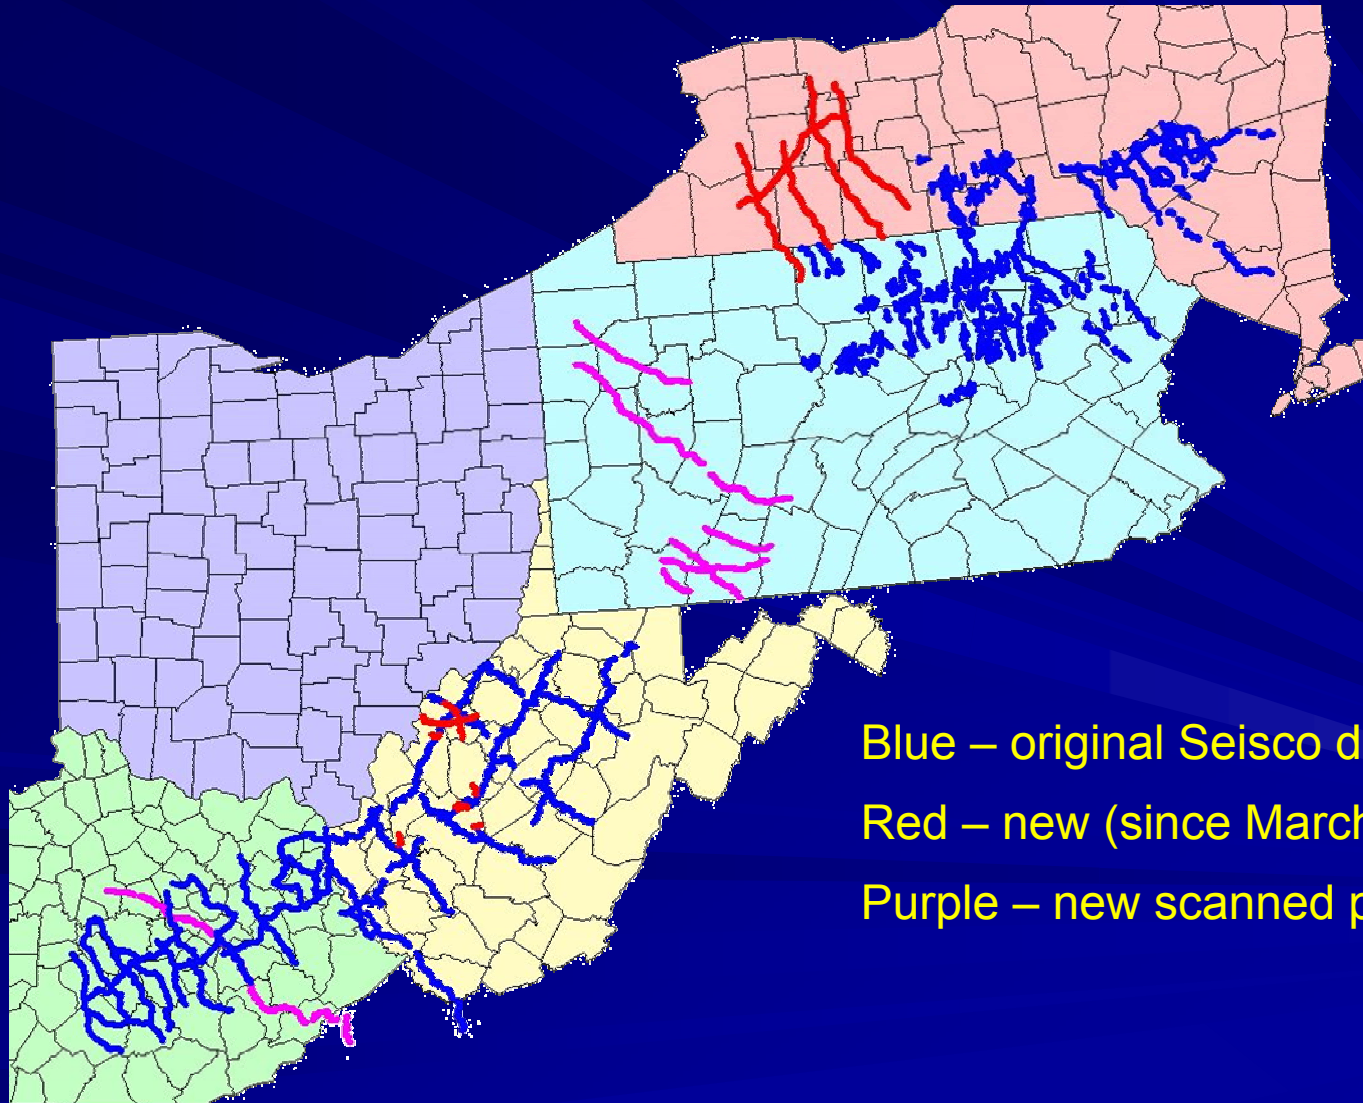 Blue – original Seisco d
Red – new (since March
Purple – new scanned p